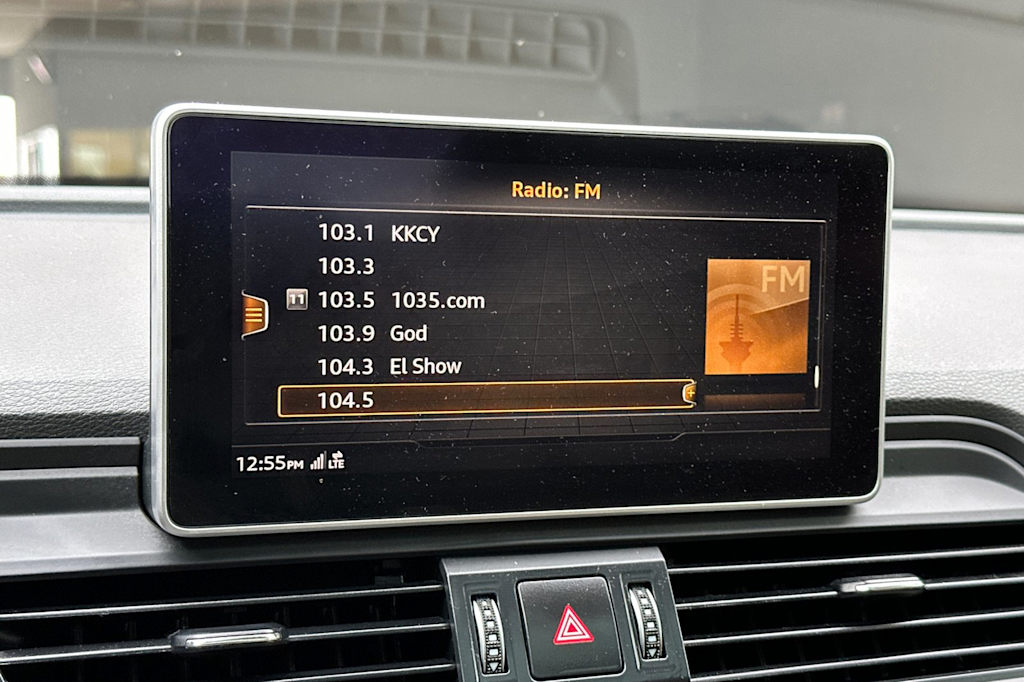 Radio: FM
103.1 KKCY
103.3
11 103.5 1035.com
103.9 God
104.3 El Show
104.5
FM
12:55PM LTE